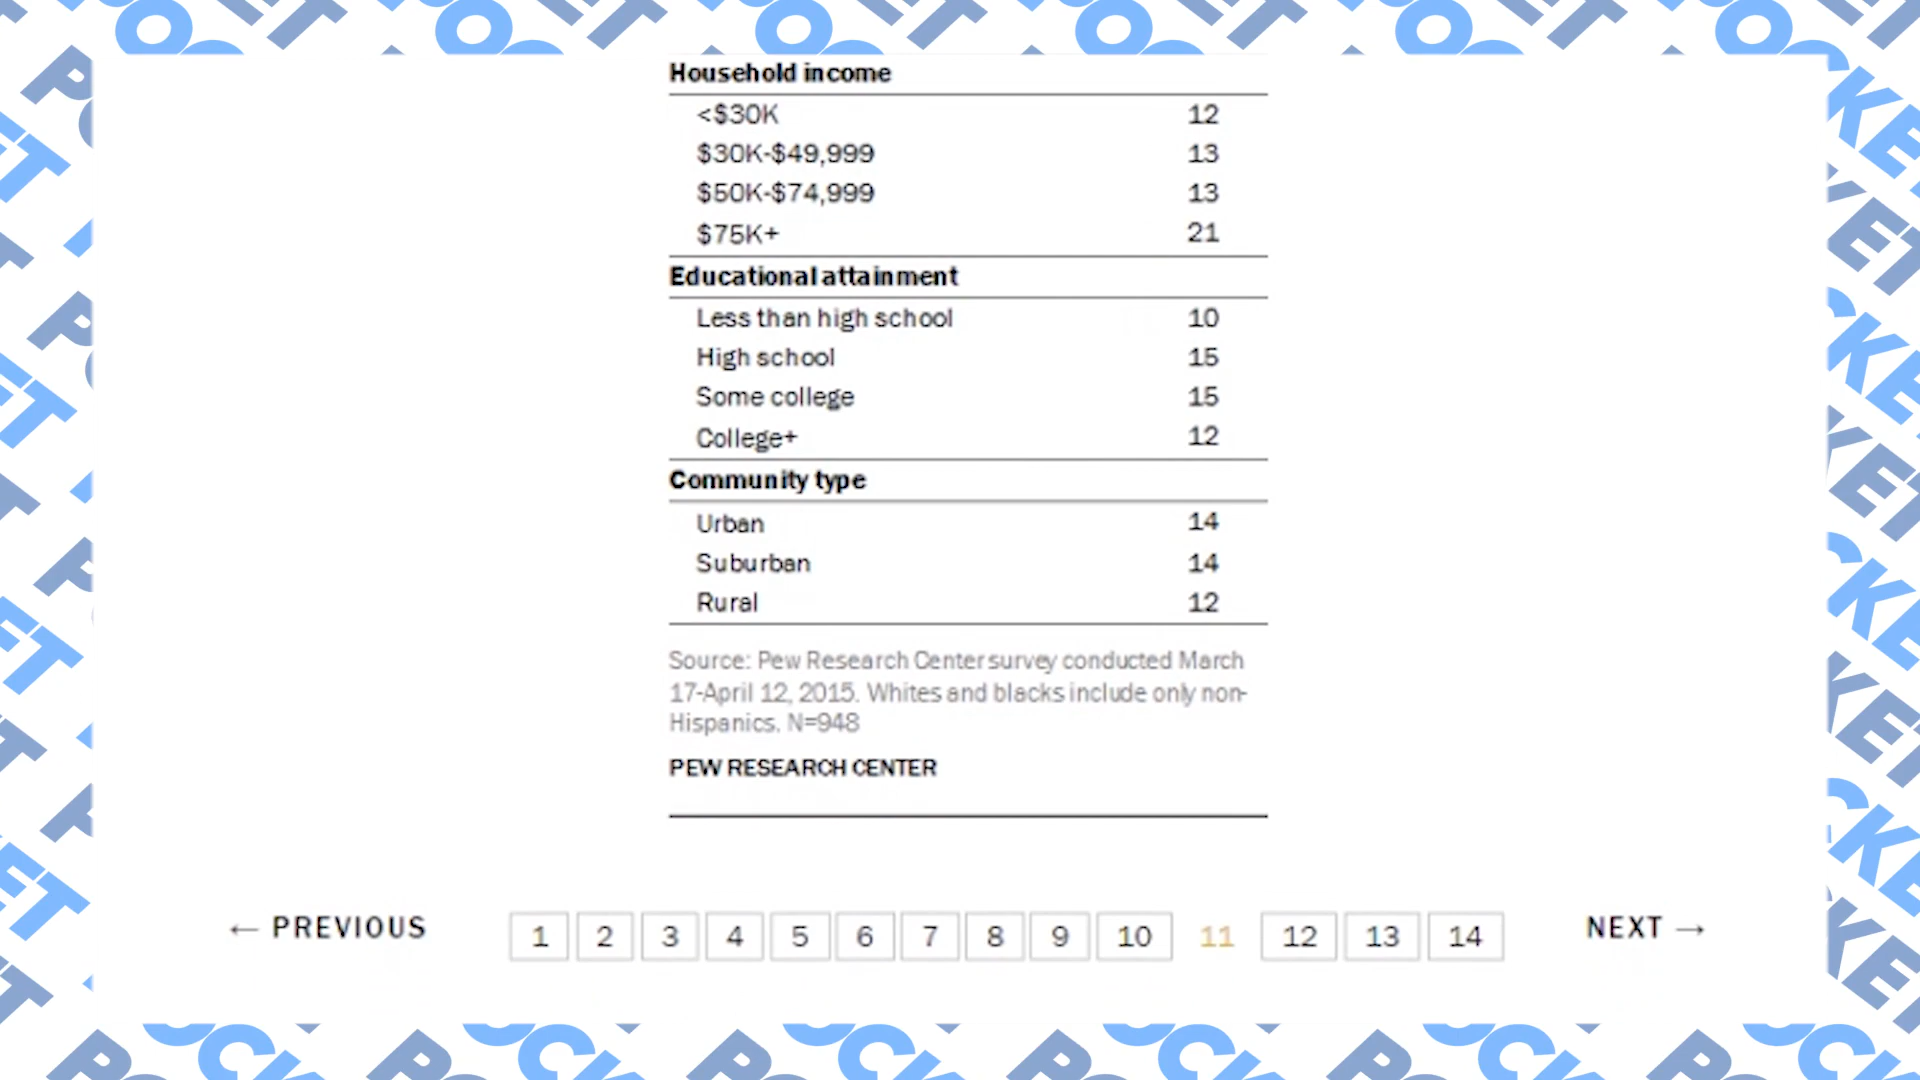 Household income
<$30K 12
$30K-$49,999 13
$50K-$74,999 13
$75K+ 21
Educational attainment
Less than high school 10
High school 15
Some college 15
College+ 12
Community type
Urban 14
Suburban 14
Rural 12
Source: Pew Research Center survey conducted March
17-April 12, 2015. Whites and blacks include only non-
Hispanics. N=948
PEW RESEARCH CENTER
← PREVIOUS 1 2 3 4 5 6 7 8 9 10 11 12 13 14 NEXT →